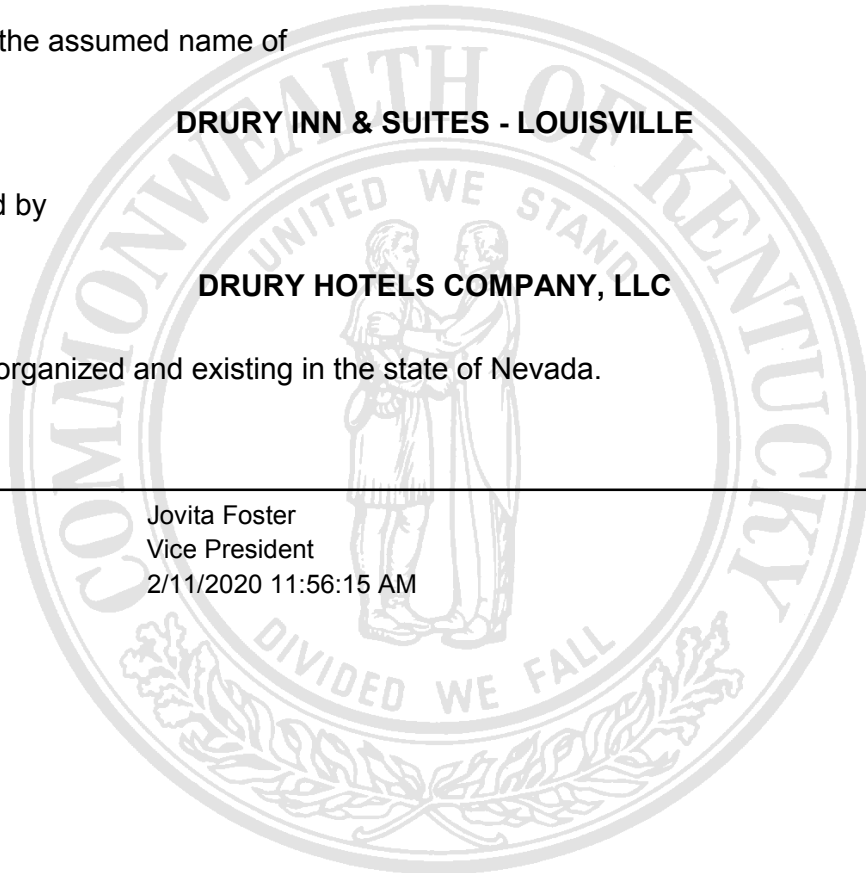 the assumed name of
DRURY INN & SUITES - LOUISVILLE
d by
DRURY HOTELS COMPANY, LLC
organized and existing in the state of Nevada.
Jovita Foster
Vice President
2/11/2020 11:56:15 AM
COMMONWEALTH OF KENTUCKY
UNITED WE STAND
DIVIDED WE FALL